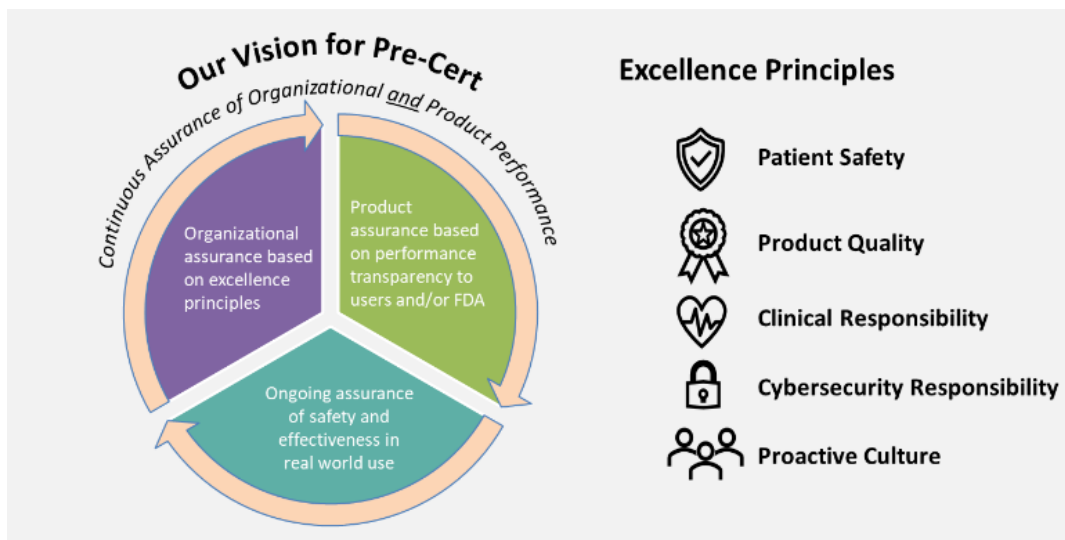 Our Vision for Pre-Cert
Continuous Assurance of Organizational and Product Performance
Organizational
assurance based
on excellence
principles
Product
assurance based
on performance
transparency to
users and/or FDA
Ongoing assurance
of safety and
effectiveness in
real world use
Excellence Principles
Patient Safety
Product Quality
Clinical Responsibility
Cybersecurity Responsibility
Proactive Culture